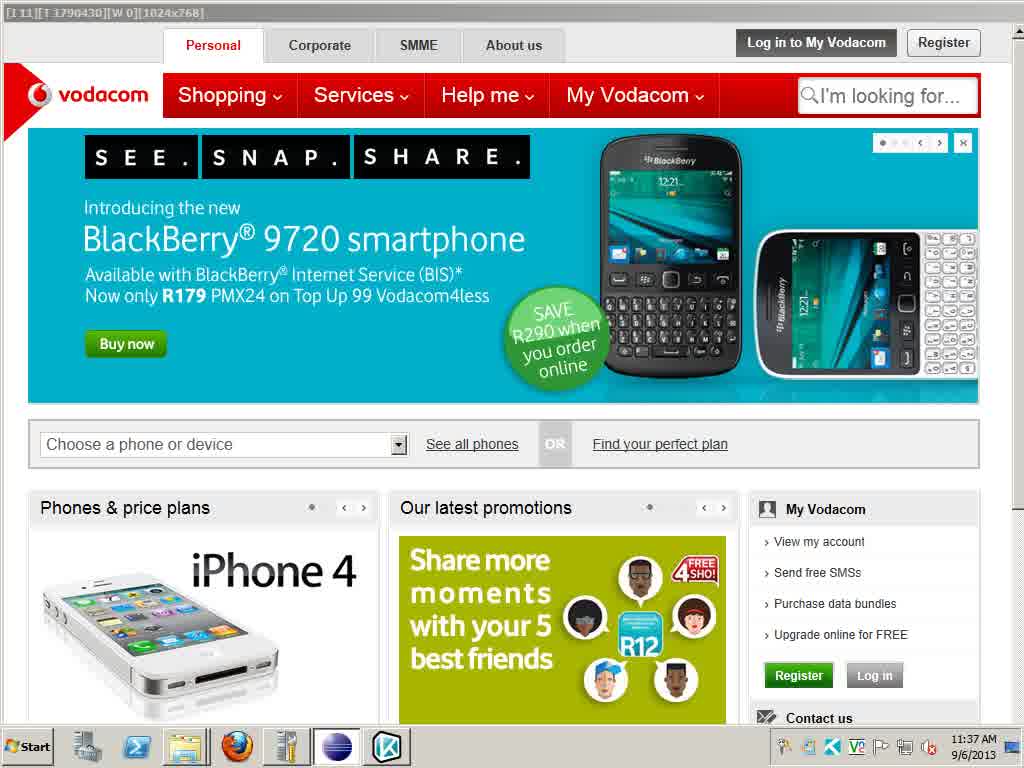 [I 11][T 1790430][W 0][1024x768]
Personal
Corporate
SMME
About us
Log in to My Vodacom
Register
vodacom
Shopping
Services
Help me
My Vodacom
I'm looking for...
SEE. SNAP. SHARE.
Introducing the new
BlackBerry® 9720 smartphone
Available with BlackBerry® Internet Service (BIS)*
Now only R179 PMX24 on Top Up 99 Vodacom4less
Buy now
SAVE
R290 when
you order
online
BlackBerry
12:21
BlackBerry
12:21
Choose a phone or device
See all phones
OR
Find your perfect plan
Phones & price plans
iPhone 4
Our latest promotions
Share more
moments
with your 5
best friends
4 FREE
SHO!
R12
My Vodacom
View my account
Send free SMSs
Purchase data bundles
Upgrade online for FREE
Register
Log in
Contact us
Start
11:37 AM
9/6/2013